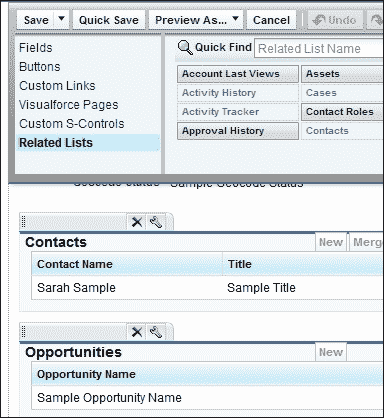 Save Quick Save Preview As... Cancel Undo
Fields
Buttons
Custom Links
Visualforce Pages
Custom S-Controls
Related Lists
Quick Find Related List Name
Account Last Views Assets
Activity History Cases
Activity Tracker Contact Roles
Approval History Contacts
Geocode Status Sample Geocode Status
Contacts New Merg
Contact Name Title
Sarah Sample Sample Title
Opportunities New
Opportunity Name
Sample Opportunity Name